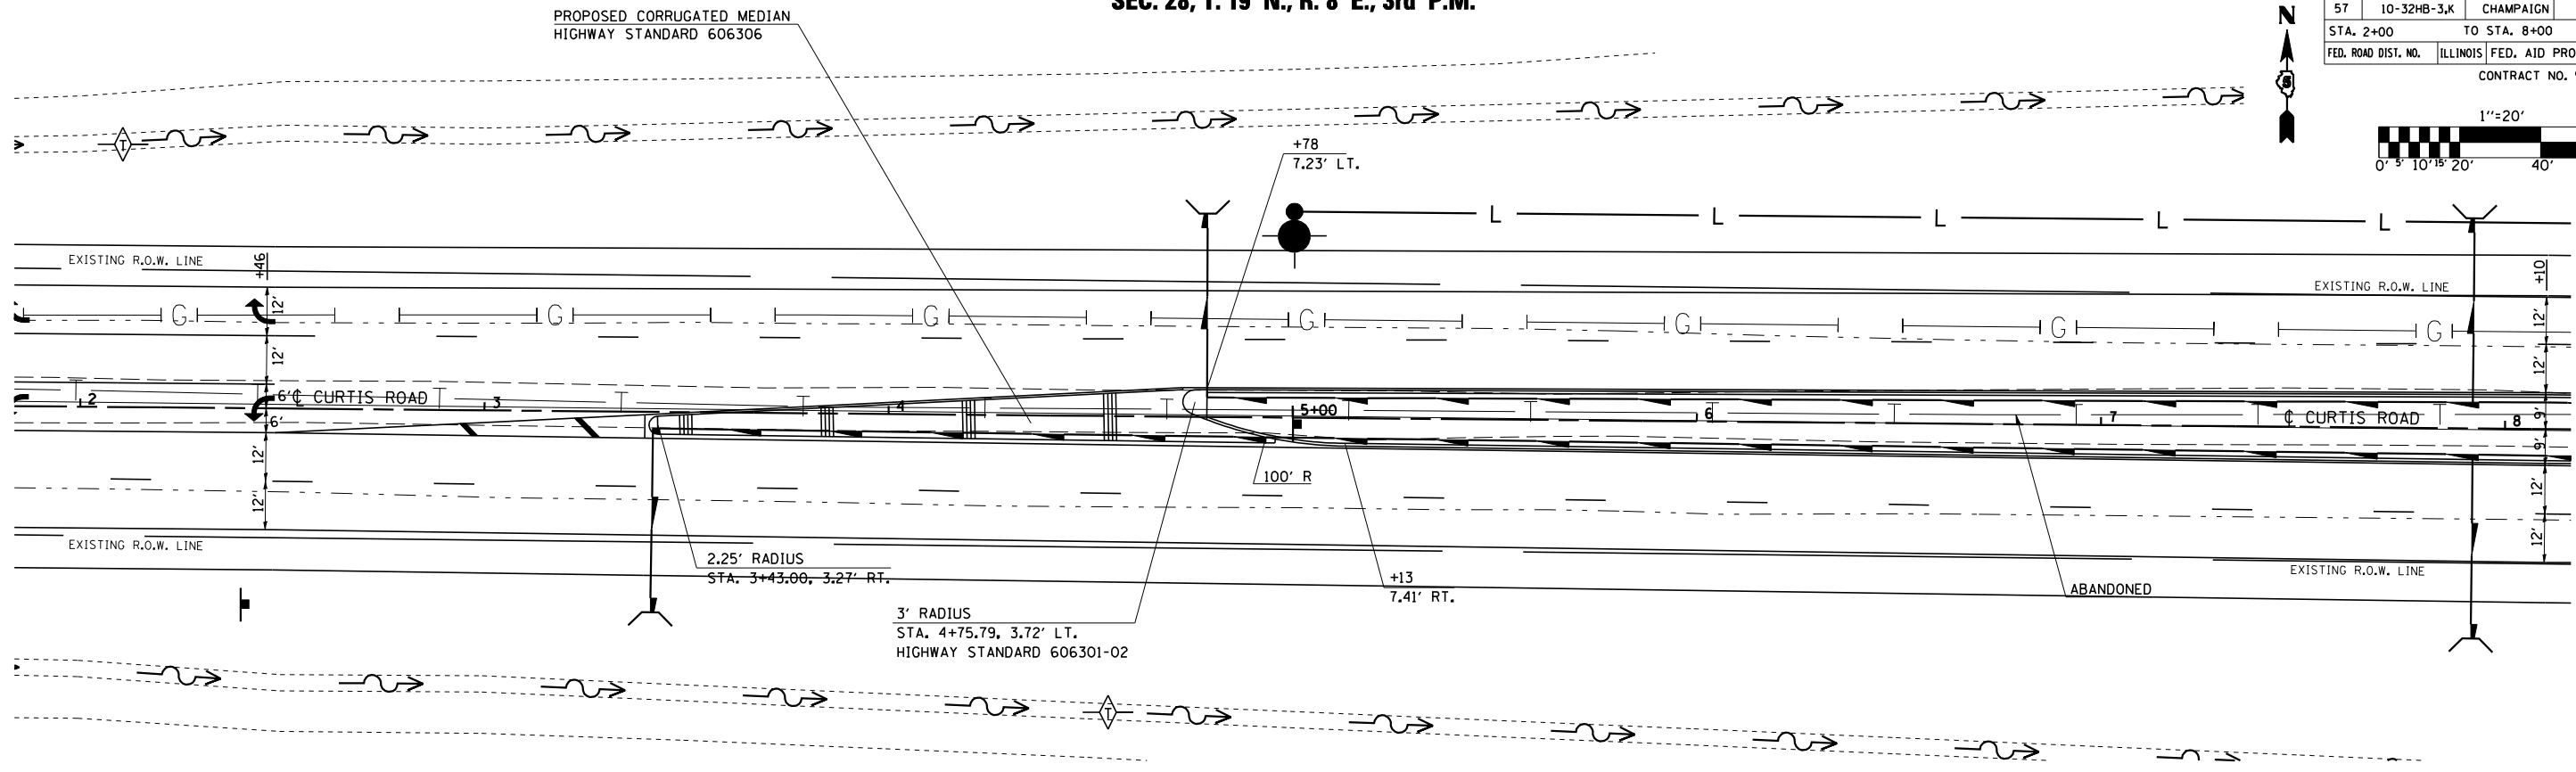 SEC. 28, T. 19 N., R. 8 E., 3rd P.M.
57 10-32HB-3,K CHAMPAIGN
STA. 2+00 TO STA. 8+00
FED. ROAD DIST. NO. ILLINOIS FED. AID PRO
CONTRACT NO.
N
5
1''=20'
0' 5' 10' 15' 20' 40'
PROPOSED CORRUGATED MEDIAN
HIGHWAY STANDARD 606306
T
+78
7.23' LT.
L L L L L
EXISTING R.O.W. LINE
+46
+10
EXISTING R.O.W. LINE
12'
12'
G G G G G G G
12'
12'
2
6'
℄ CURTIS ROAD
3
4
5+00
6
7
℄ CURTIS ROAD
8
9'
6'
9'
12'
12'
100' R
12'
12'
EXISTING R.O.W. LINE
EXISTING R.O.W. LINE
2.25' RADIUS
STA. 3+43.00, 3.27' RT.
+13
7.41' RT.
ABANDONED
3' RADIUS
STA. 4+75.79, 3.72' LT.
HIGHWAY STANDARD 606301-02
T